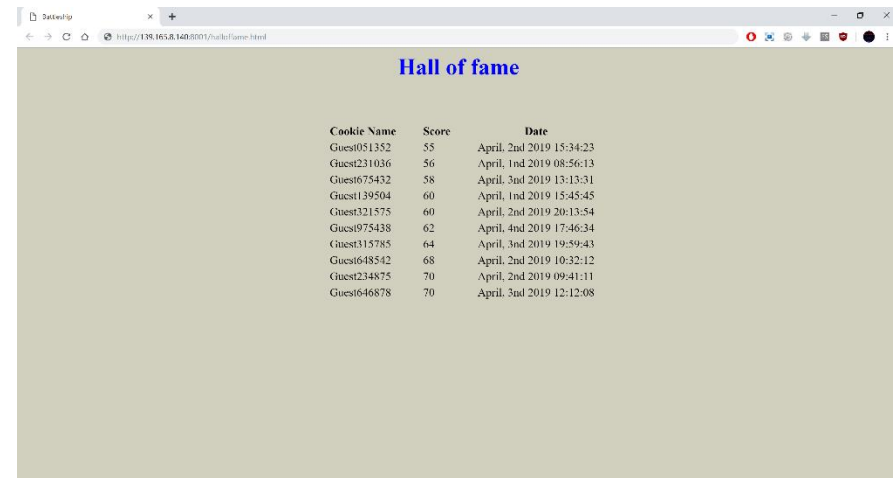 Battleship
http://139.165.8.140:8001/halloffame.html
Hall of fame
Cookie Name Score Date
Guest051352 55 April, 2nd 2019 15:34:23
Guest231036 56 April, 1nd 2019 08:56:13
Guest675432 58 April, 3nd 2019 13:13:31
Guest139504 60 April, 1nd 2019 15:45:45
Guest321575 60 April, 2nd 2019 20:13:54
Guest975438 62 April, 4nd 2019 17:46:34
Guest315785 64 April, 3nd 2019 19:59:43
Guest648542 68 April, 2nd 2019 10:32:12
Guest234875 70 April, 2nd 2019 09:41:11
Guest646878 70 April, 3nd 2019 12:12:08